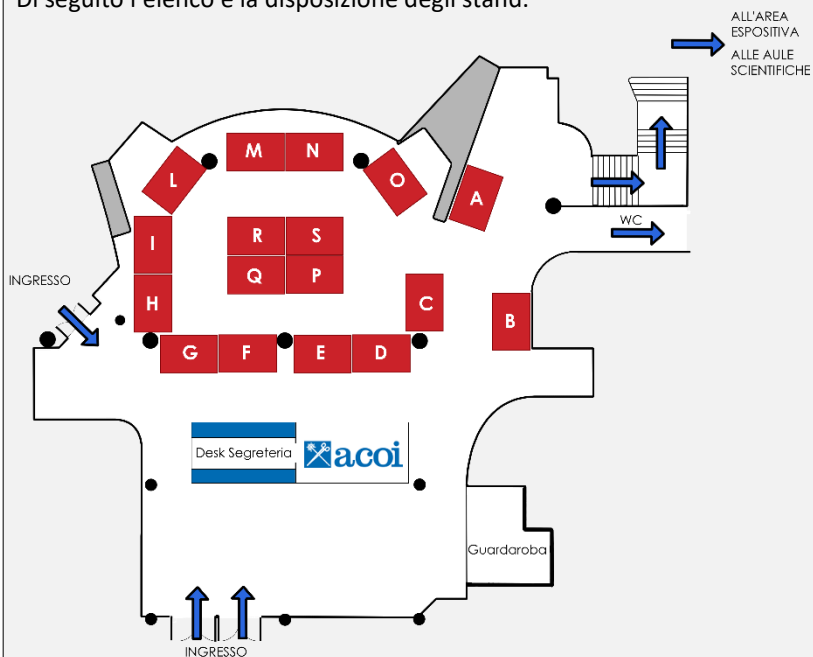 Di seguito l'elenco e la disposizione degli stand:
ALL'AREA
ESPOSITIVA
ALLE AULE
SCIENTIFICHE
M N
L O A
I R S
WC
Q P
INGRESSO
H C B
G F E D
Desk Segreteria acoi
Guardaroba
INGRESSO